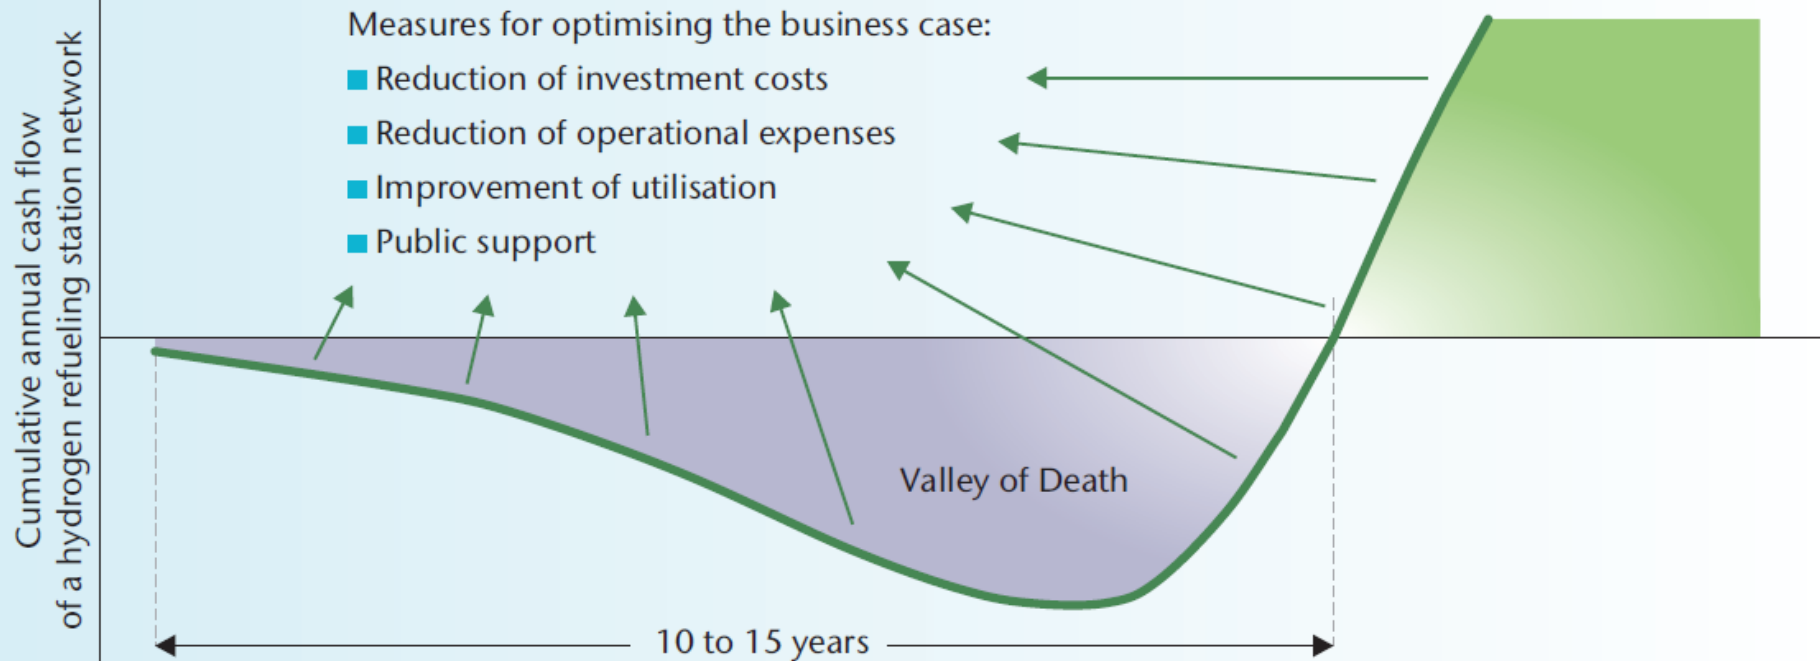 Cumulative annual cash flow
of a hydrogen refueling station network
Measures for optimising the business case:
Reduction of investment costs
Reduction of operational expenses
Improvement of utilisation
Public support
Valley of Death
10 to 15 years